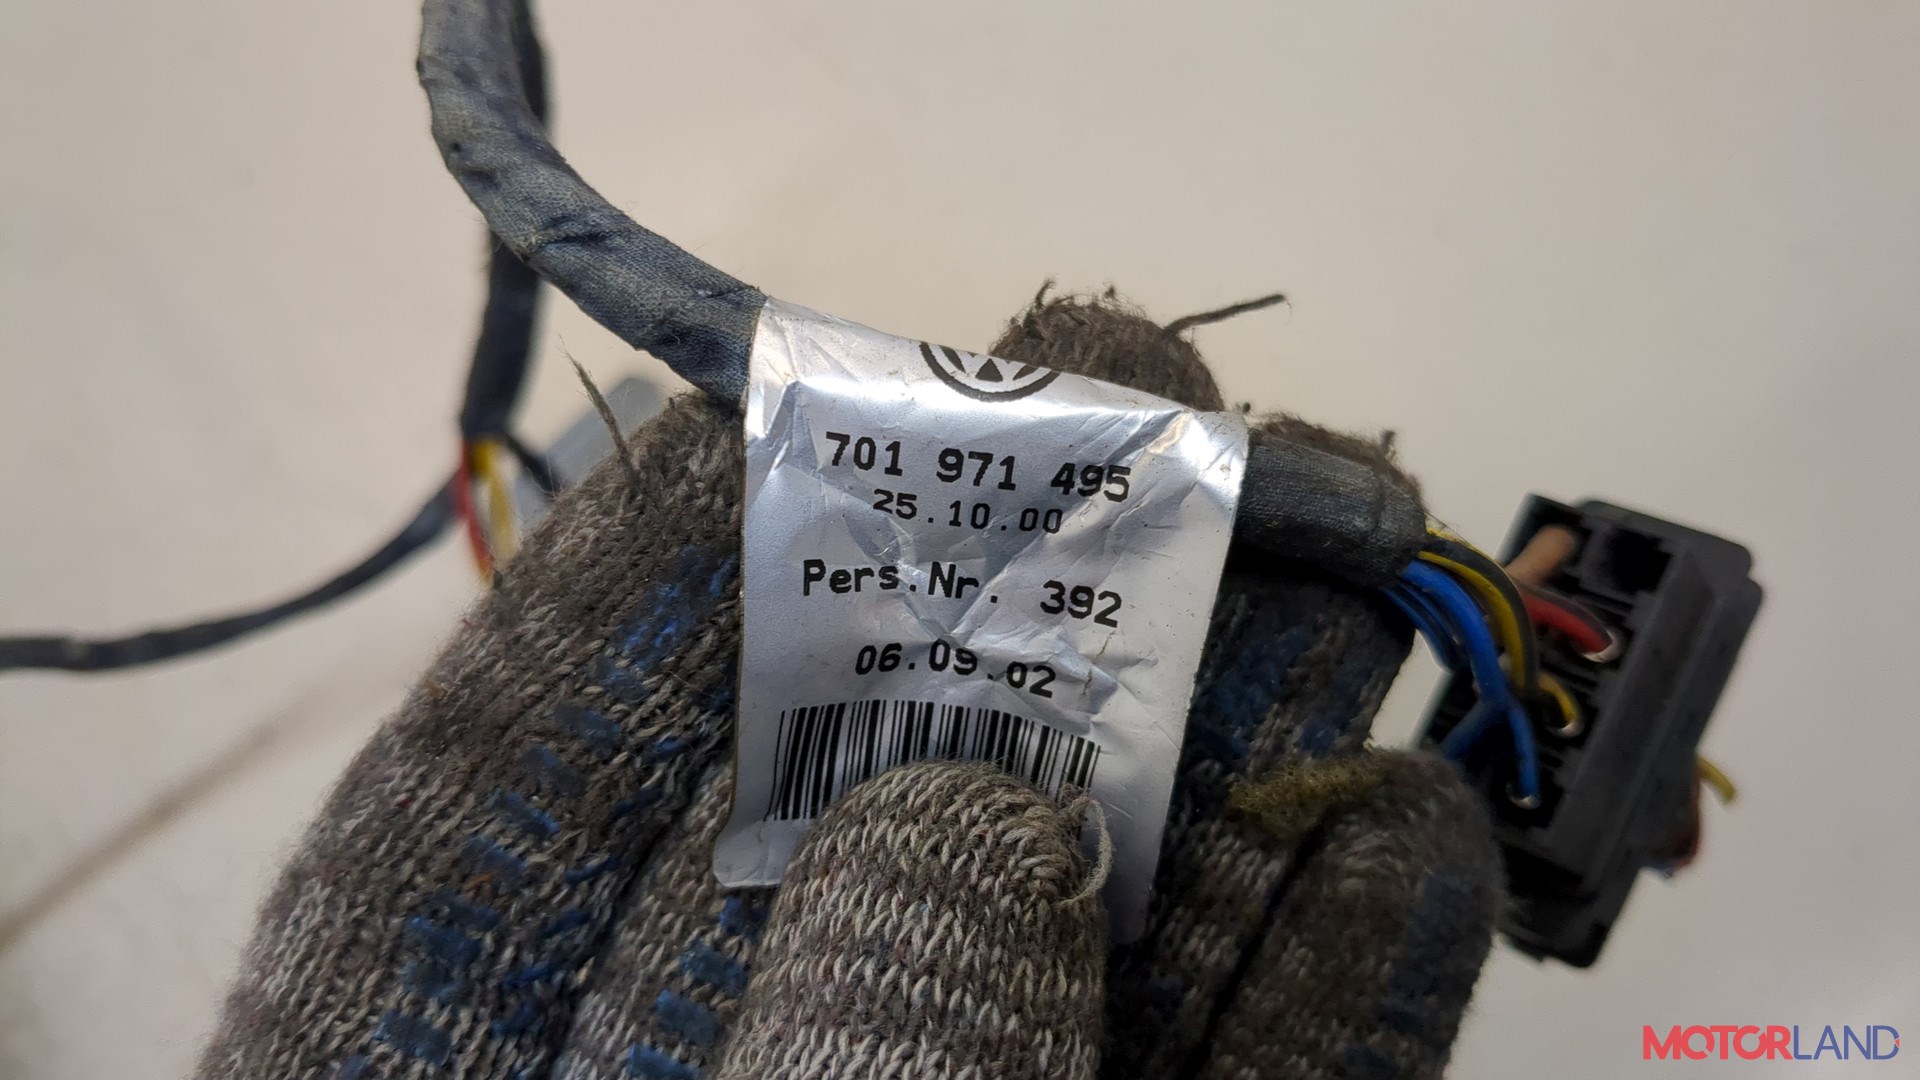 701 971 495
25.10.00
Pers.Nr. 392
06.09.02
MOTORLAND